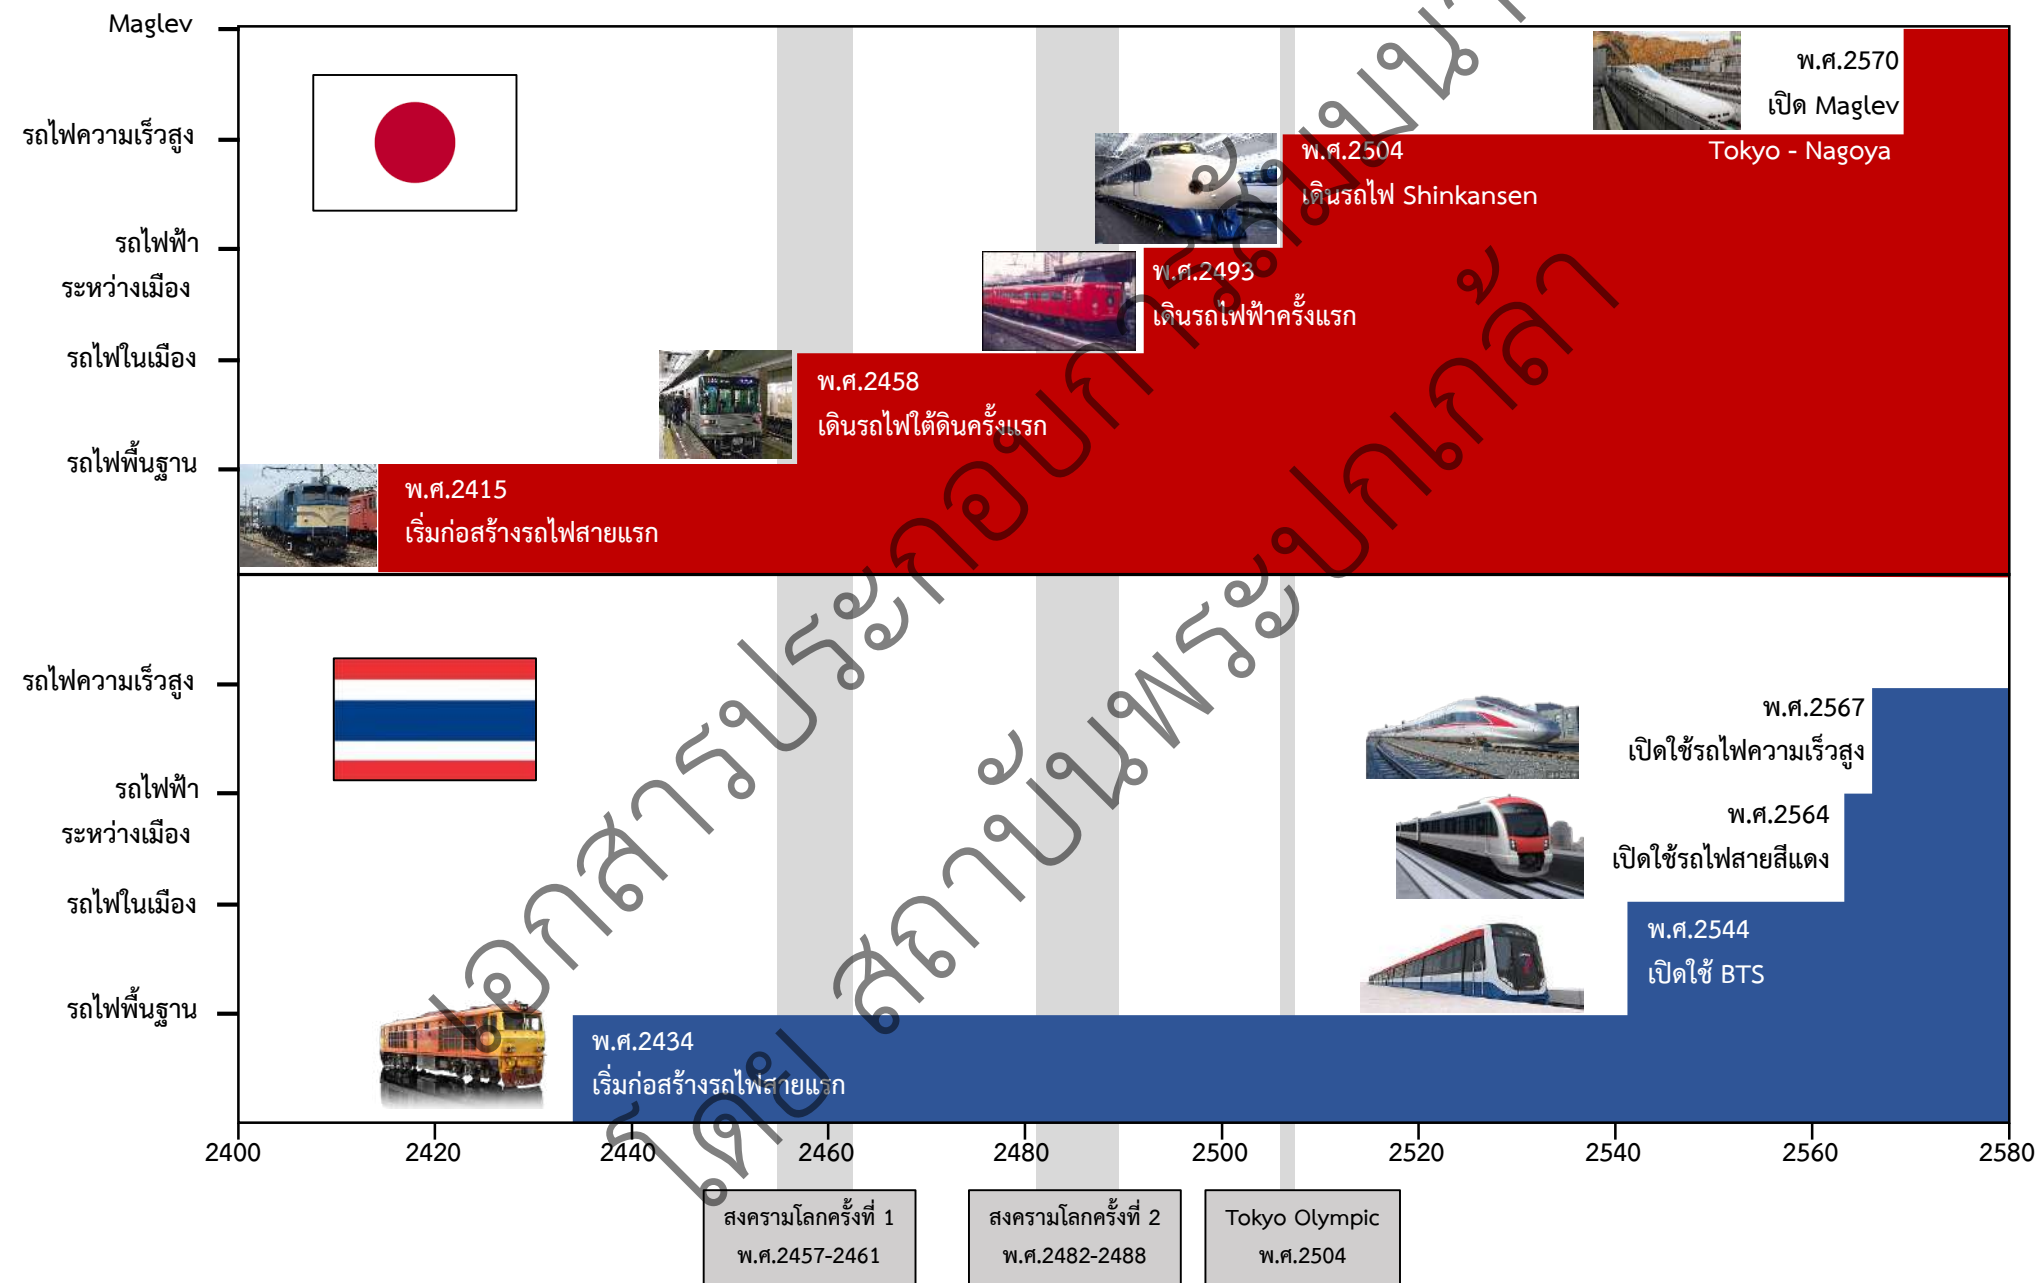 Maglev
รถไฟความเร็วสูง
รถไฟฟ้า
ระหว่างเมือง
รถไฟในเมือง
รถไฟพื้นฐาน
พ.ศ.2570
เปิด Maglev
Tokyo - Nagoya
พ.ศ.2504
เดินรถไฟ Shinkansen
พ.ศ.2493
เดินรถไฟฟ้าครั้งแรก
พ.ศ.2458
เดินรถไฟใต้ดินครั้งแรก
พ.ศ.2415
เริ่มก่อสร้างรถไฟสายแรก
รถไฟความเร็วสูง
รถไฟฟ้า
ระหว่างเมือง
รถไฟในเมือง
รถไฟพื้นฐาน
พ.ศ.2567
เปิดใช้รถไฟความเร็วสูง
พ.ศ.2564
เปิดใช้รถไฟสายสีแดง
พ.ศ.2544
เปิดใช้ BTS
พ.ศ.2434
เริ่มก่อสร้างรถไฟสายแรก
2400 2420 2440 2460 2480 2500 2520 2540 2560 2580
สงครามโลกครั้งที่ 1
พ.ศ.2457-2461
สงครามโลกครั้งที่ 2
พ.ศ.2482-2488
Tokyo Olympic
พ.ศ.2504
เอกสารประกอบการสัมมนา
โดย สถาบันพระปกเกล้า